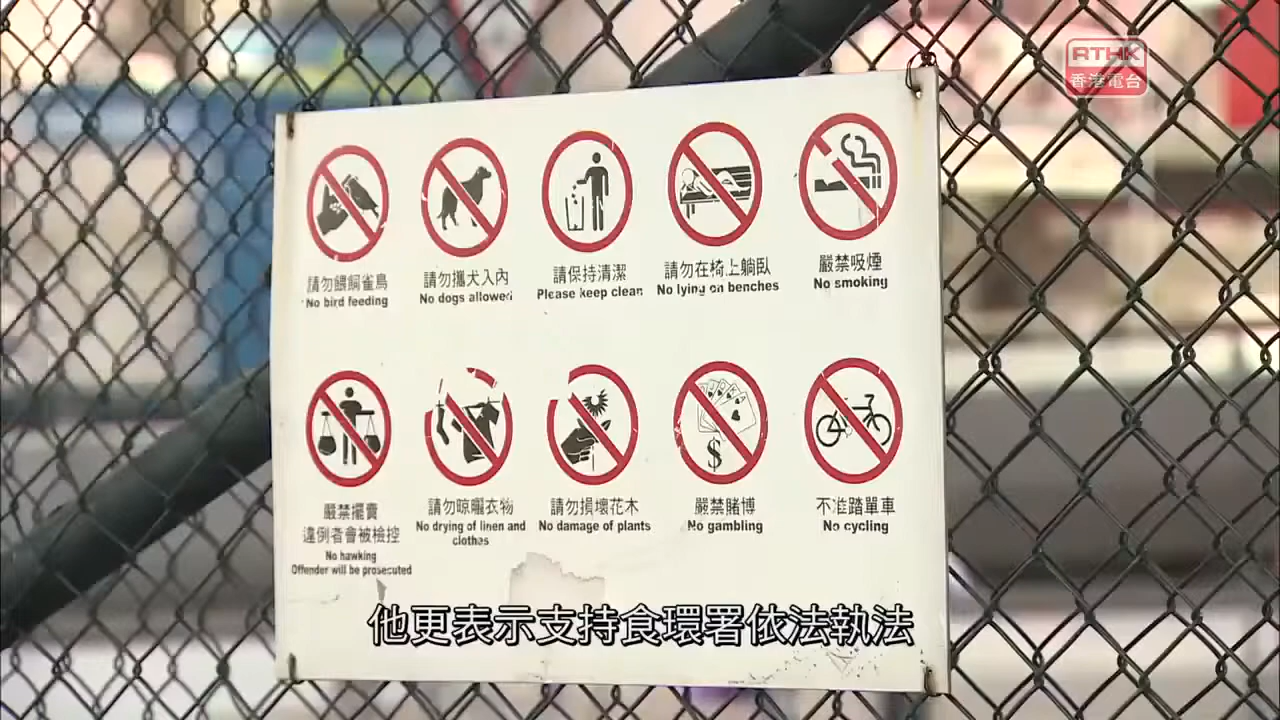 RTHK
香港電台
請勿餵飼雀鳥
No bird feeding
請勿攜犬入內
No dogs allowed
請保持清潔
Please keep clean
請勿在椅上躺臥
No lying on benches
嚴禁吸煙
No smoking
嚴禁擺賣
違例者會被檢控
No hawking
Offender will be prosecuted
請勿晾曬衣物
No drying of linen and
clothes
請勿損壞花木
No damage of plants
嚴禁賭博
No gambling
不准踏單車
No cycling
他更表示支持食環署依法執法